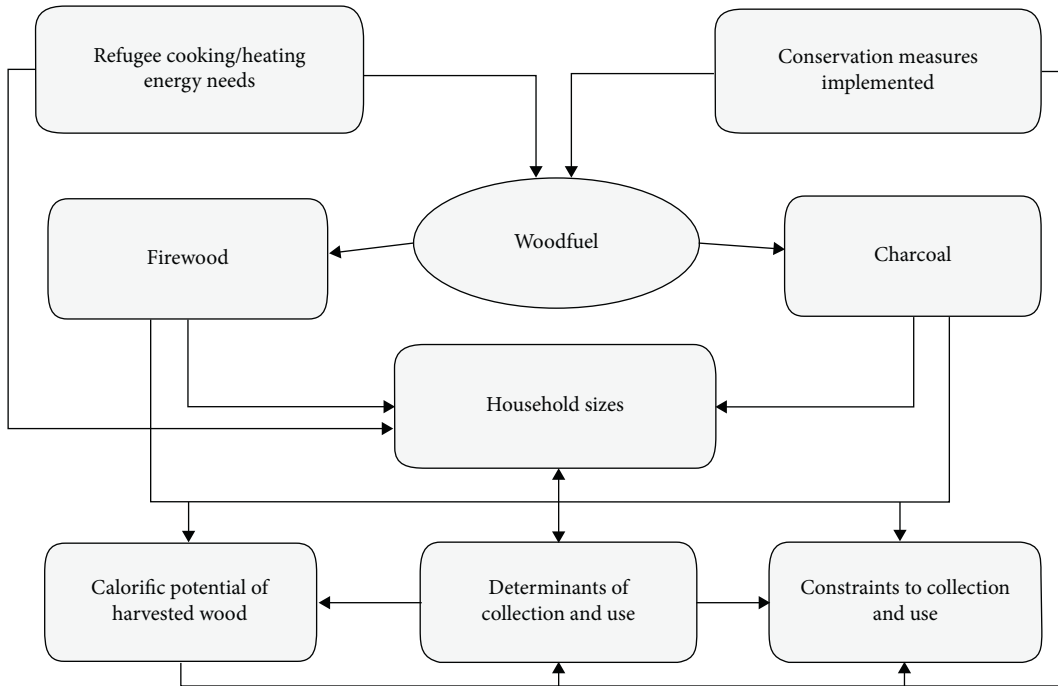 Refugee cooking/heating
energy needs
Conservation measures
implemented
Firewood
Woodfuel
Charcoal
Household sizes
Calorific potential of
harvested wood
Determinants of
collection and use
Constraints to collection
and use